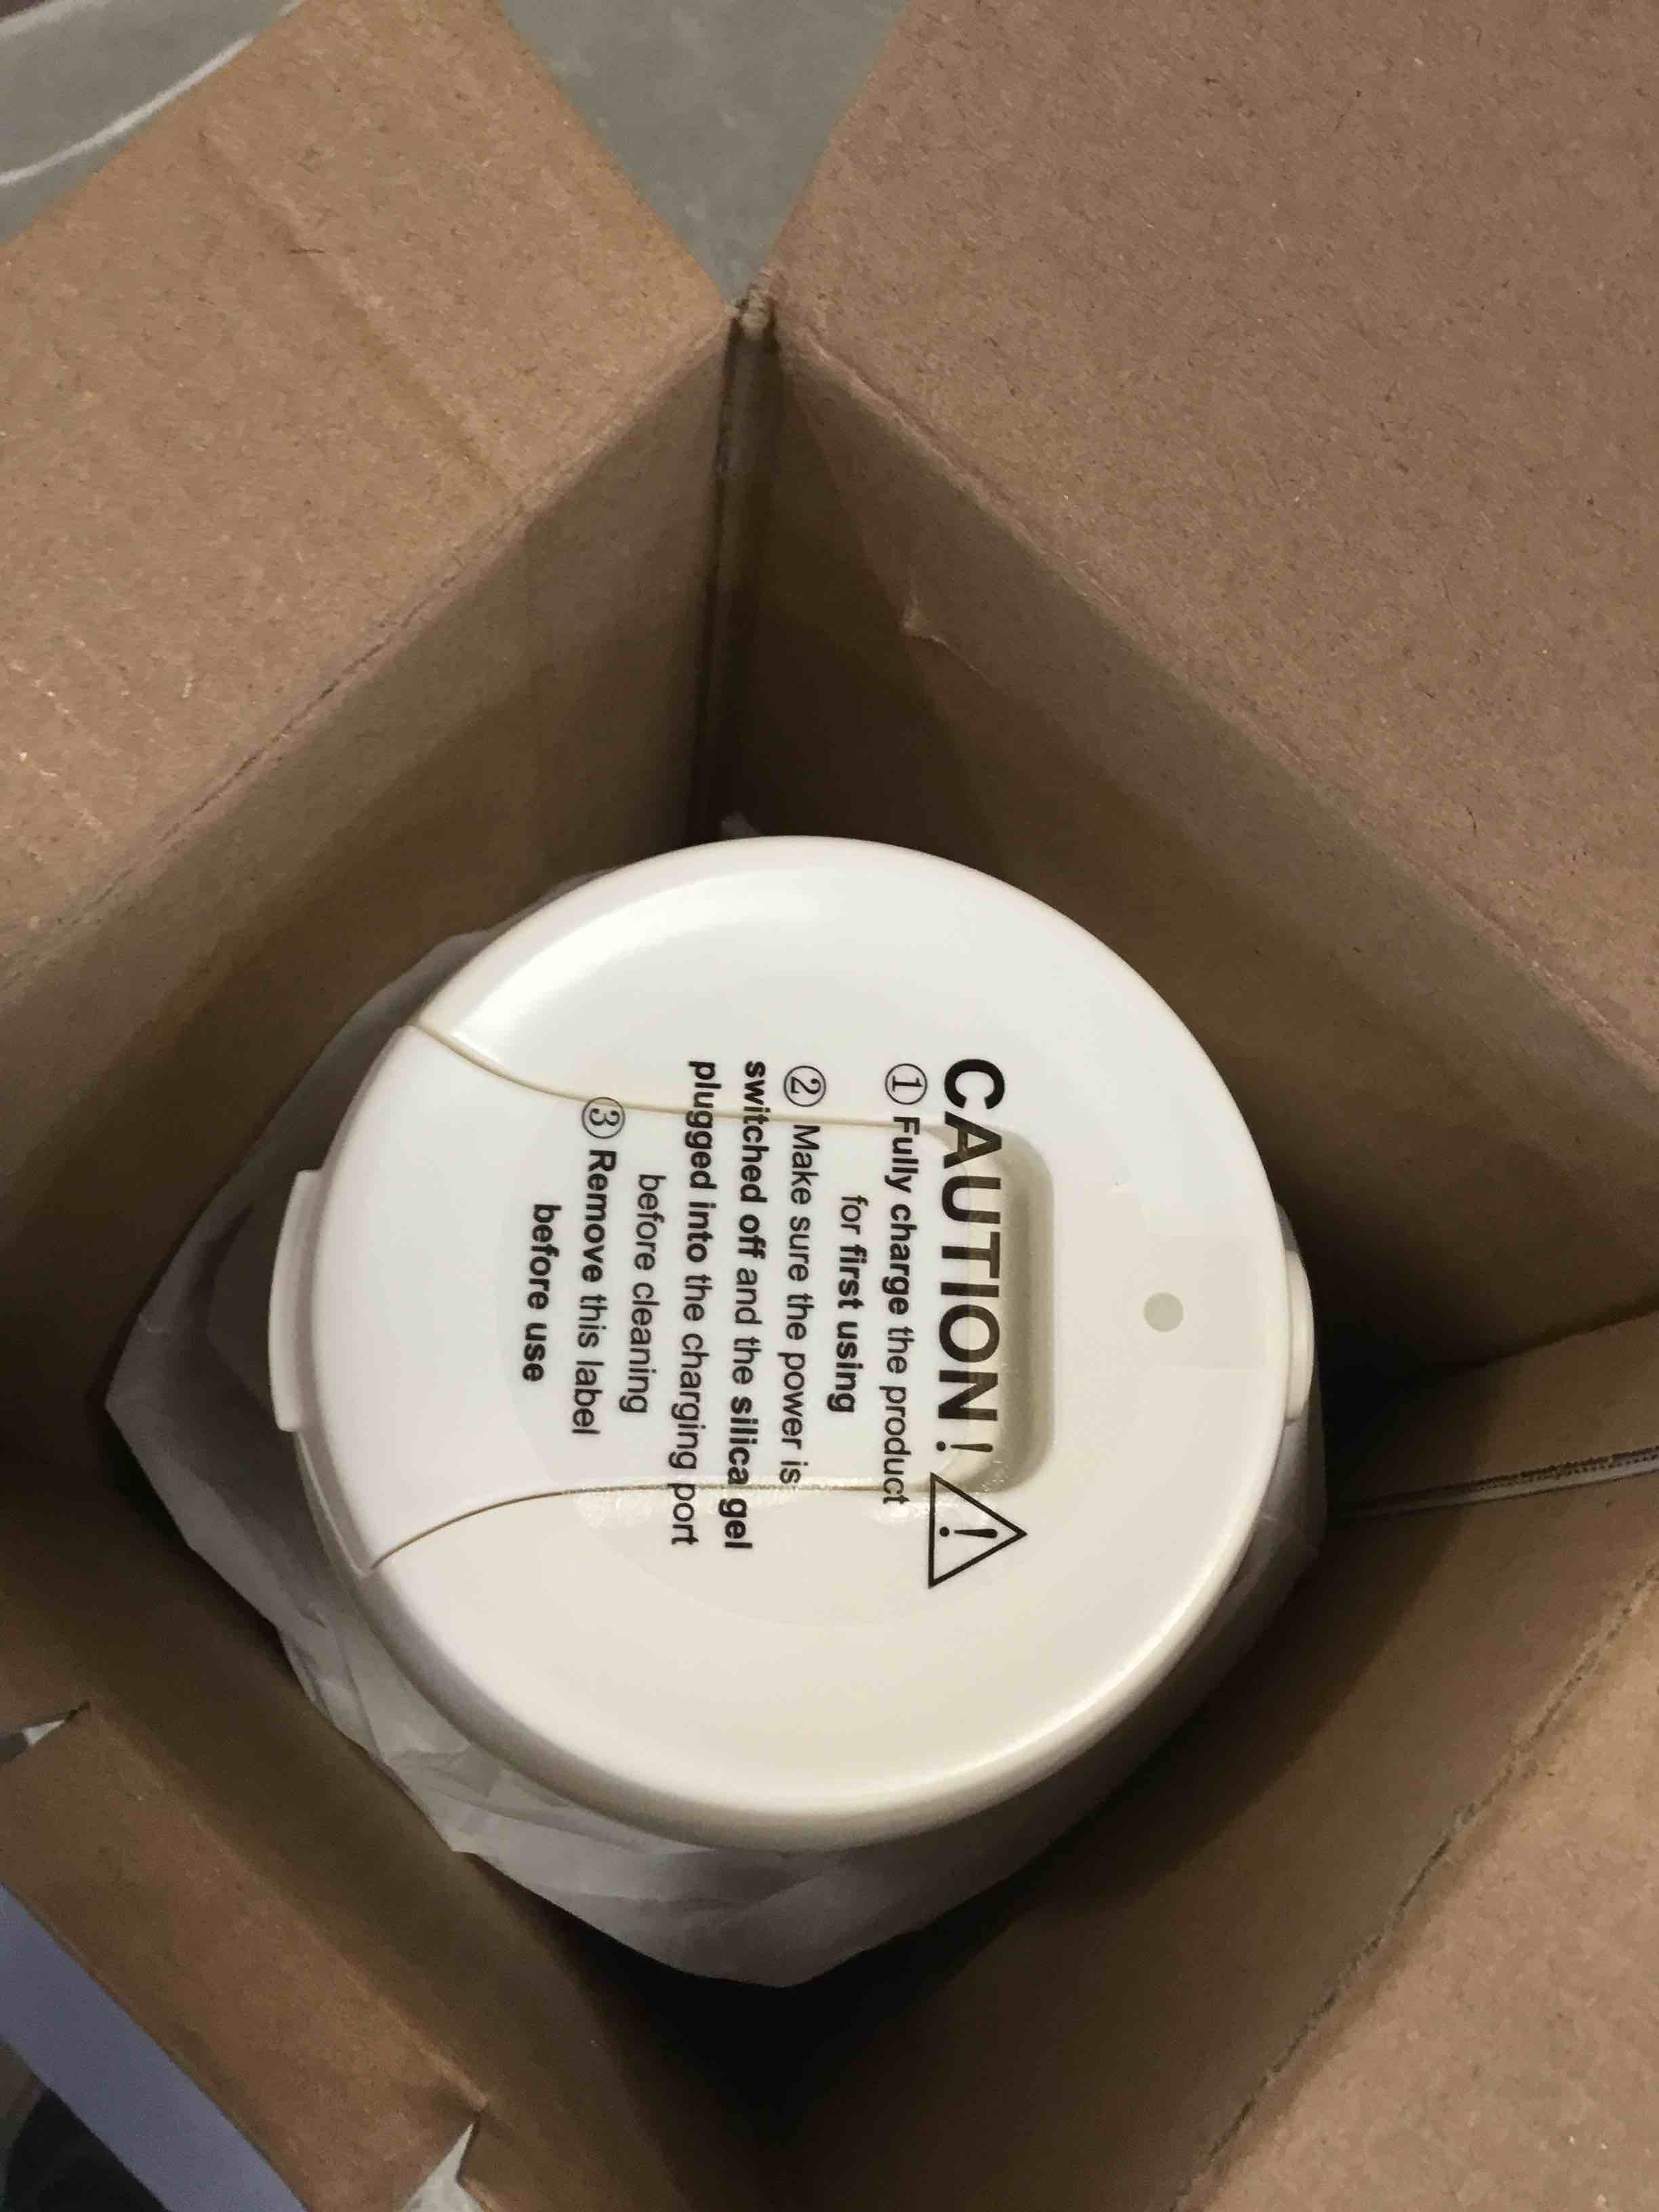 CAUTION!
① Fully charge the product
for first using
② Make sure the power is
switched off and the silica gel
plugged into the charging port
before cleaning
③ Remove this label
before use